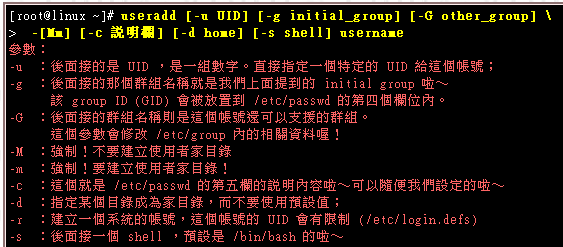 [root@linux ~]# useradd [-u UID] [-g initial_group] [-G other_group] \
> -[Mm] [-c 說明欄] [-d home] [-s shell] username
參數：
-u ：後面接的是 UID ，是一組數字。直接指定一個特定的 UID 給這個帳號；
-g ：後面接的那個群組名稱就是我們上面提到的 initial group 啦～
該 group ID (GID) 會被放置到 /etc/passwd 的第四個欄位內。
-G ：後面接的群組名稱則是這個帳號還可以支援的群組。
這個參數會修改 /etc/group 內的相關資料喔！
-M ：強制！不要建立使用者家目錄
-m ：強制！要建立使用者家目錄！
-c ：這個就是 /etc/passwd 的第五欄的說明內容啦～可以隨便我們設定的啦～
-d ：指定某個目錄成為家目錄，而不要使用預設值；
-r ：建立一個系統的帳號，這個帳號的 UID 會有限制 (/etc/login.defs)
-s ：後面接一個 shell ，預設是 /bin/bash 的啦～